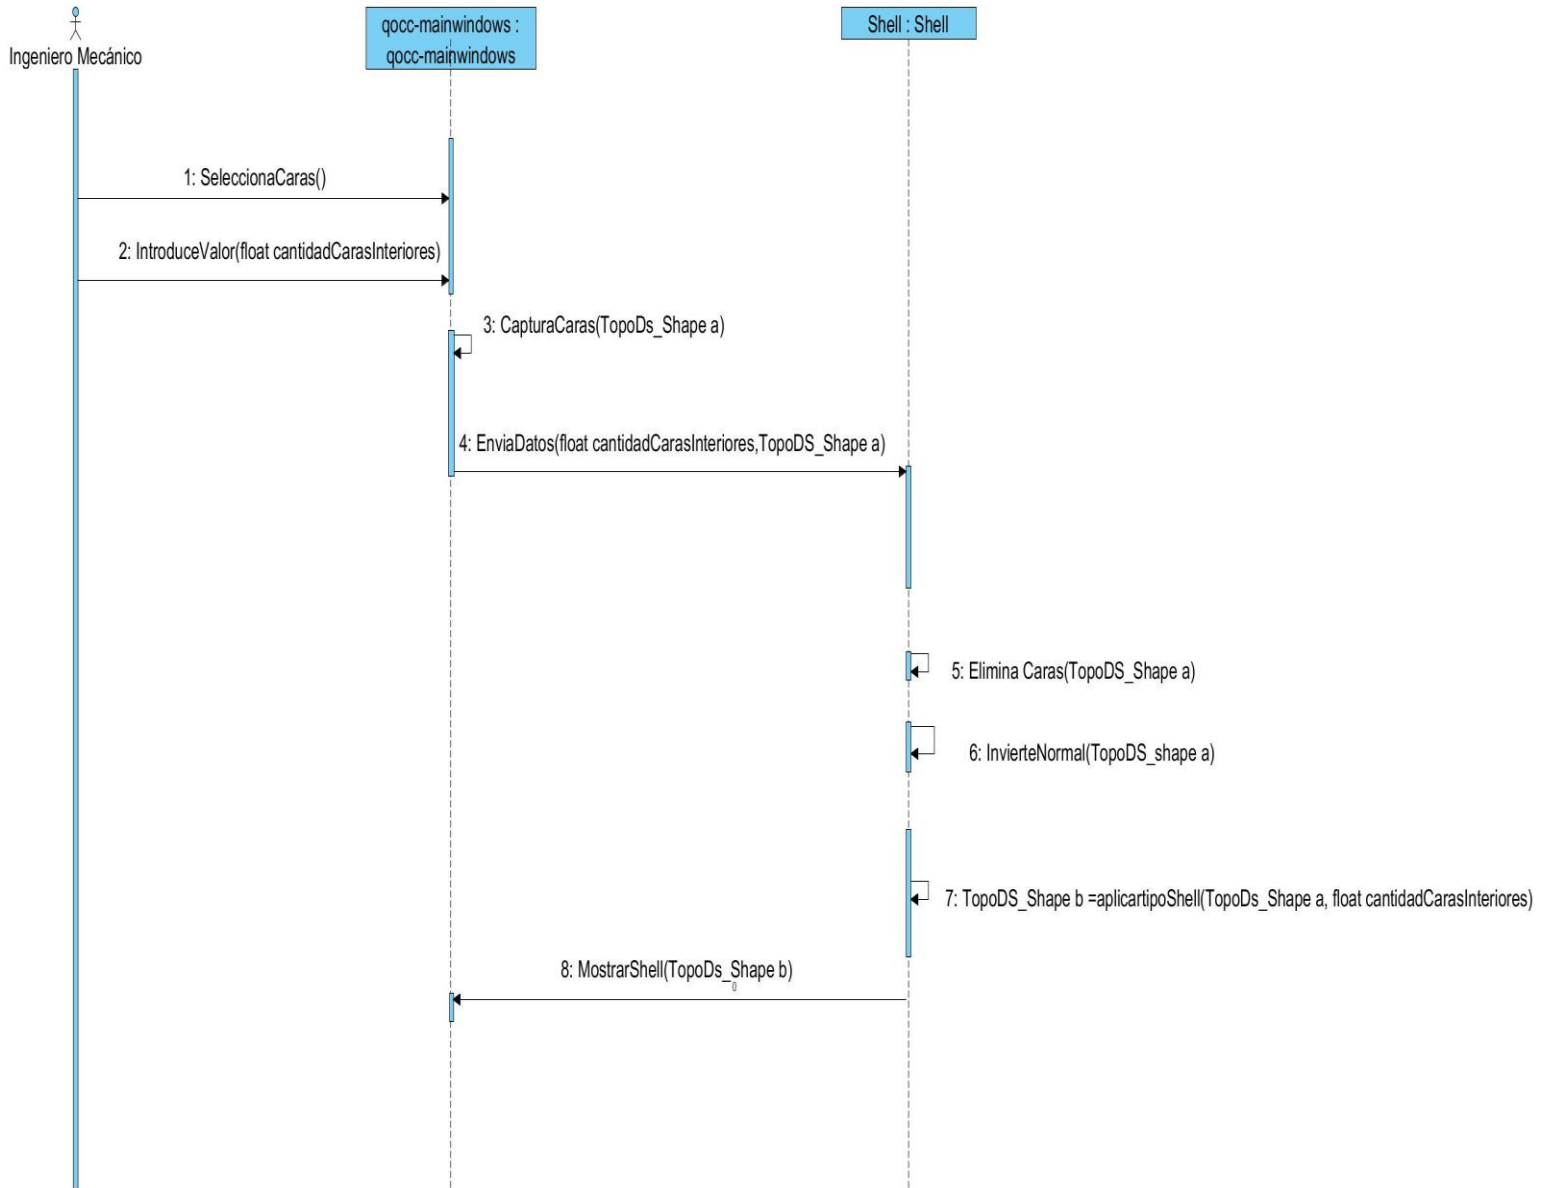 Ingeniero Mecánico
qocc-mainwindows :
qocc-mainwindows
Shell : Shell
1: SeleccionaCaras()
2: IntroduceValor(float cantidadCarasInteriores)
3: CapturaCaras(TopoDs_Shape a)
4: EnviaDatos(float cantidadCarasInteriores,TopoDS_Shape a)
5: Elimina Caras(TopoDS_Shape a)
6: InvierteNormal(TopoDS_shape a)
7: TopoDS_Shape b =aplicartipoShell(TopoDs_Shape a, float cantidadCarasInteriores)
8: MostrarShell(TopoDs_Shape b)